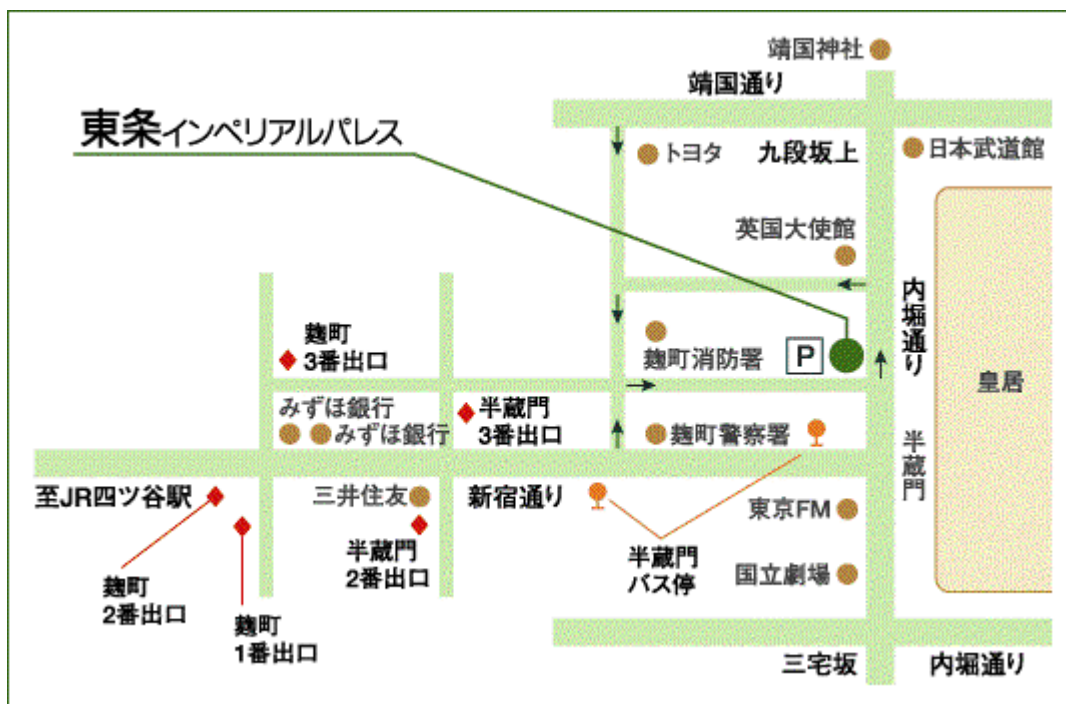 靖国神社
靖国通り
東条インペリアルパレス
トヨタ
九段坂上
日本武道館
英国大使館
内堀通り
麹町
3番出口
麹町消防署
P
皇居
みずほ銀行
みずほ銀行
半蔵門
3番出口
麹町警察署
半蔵門
至JR四ツ谷駅
三井住友
新宿通り
東京FM
半蔵門
2番出口
半蔵門
バス停
国立劇場
麹町
2番出口
麹町
1番出口
三宅坂
内堀通り